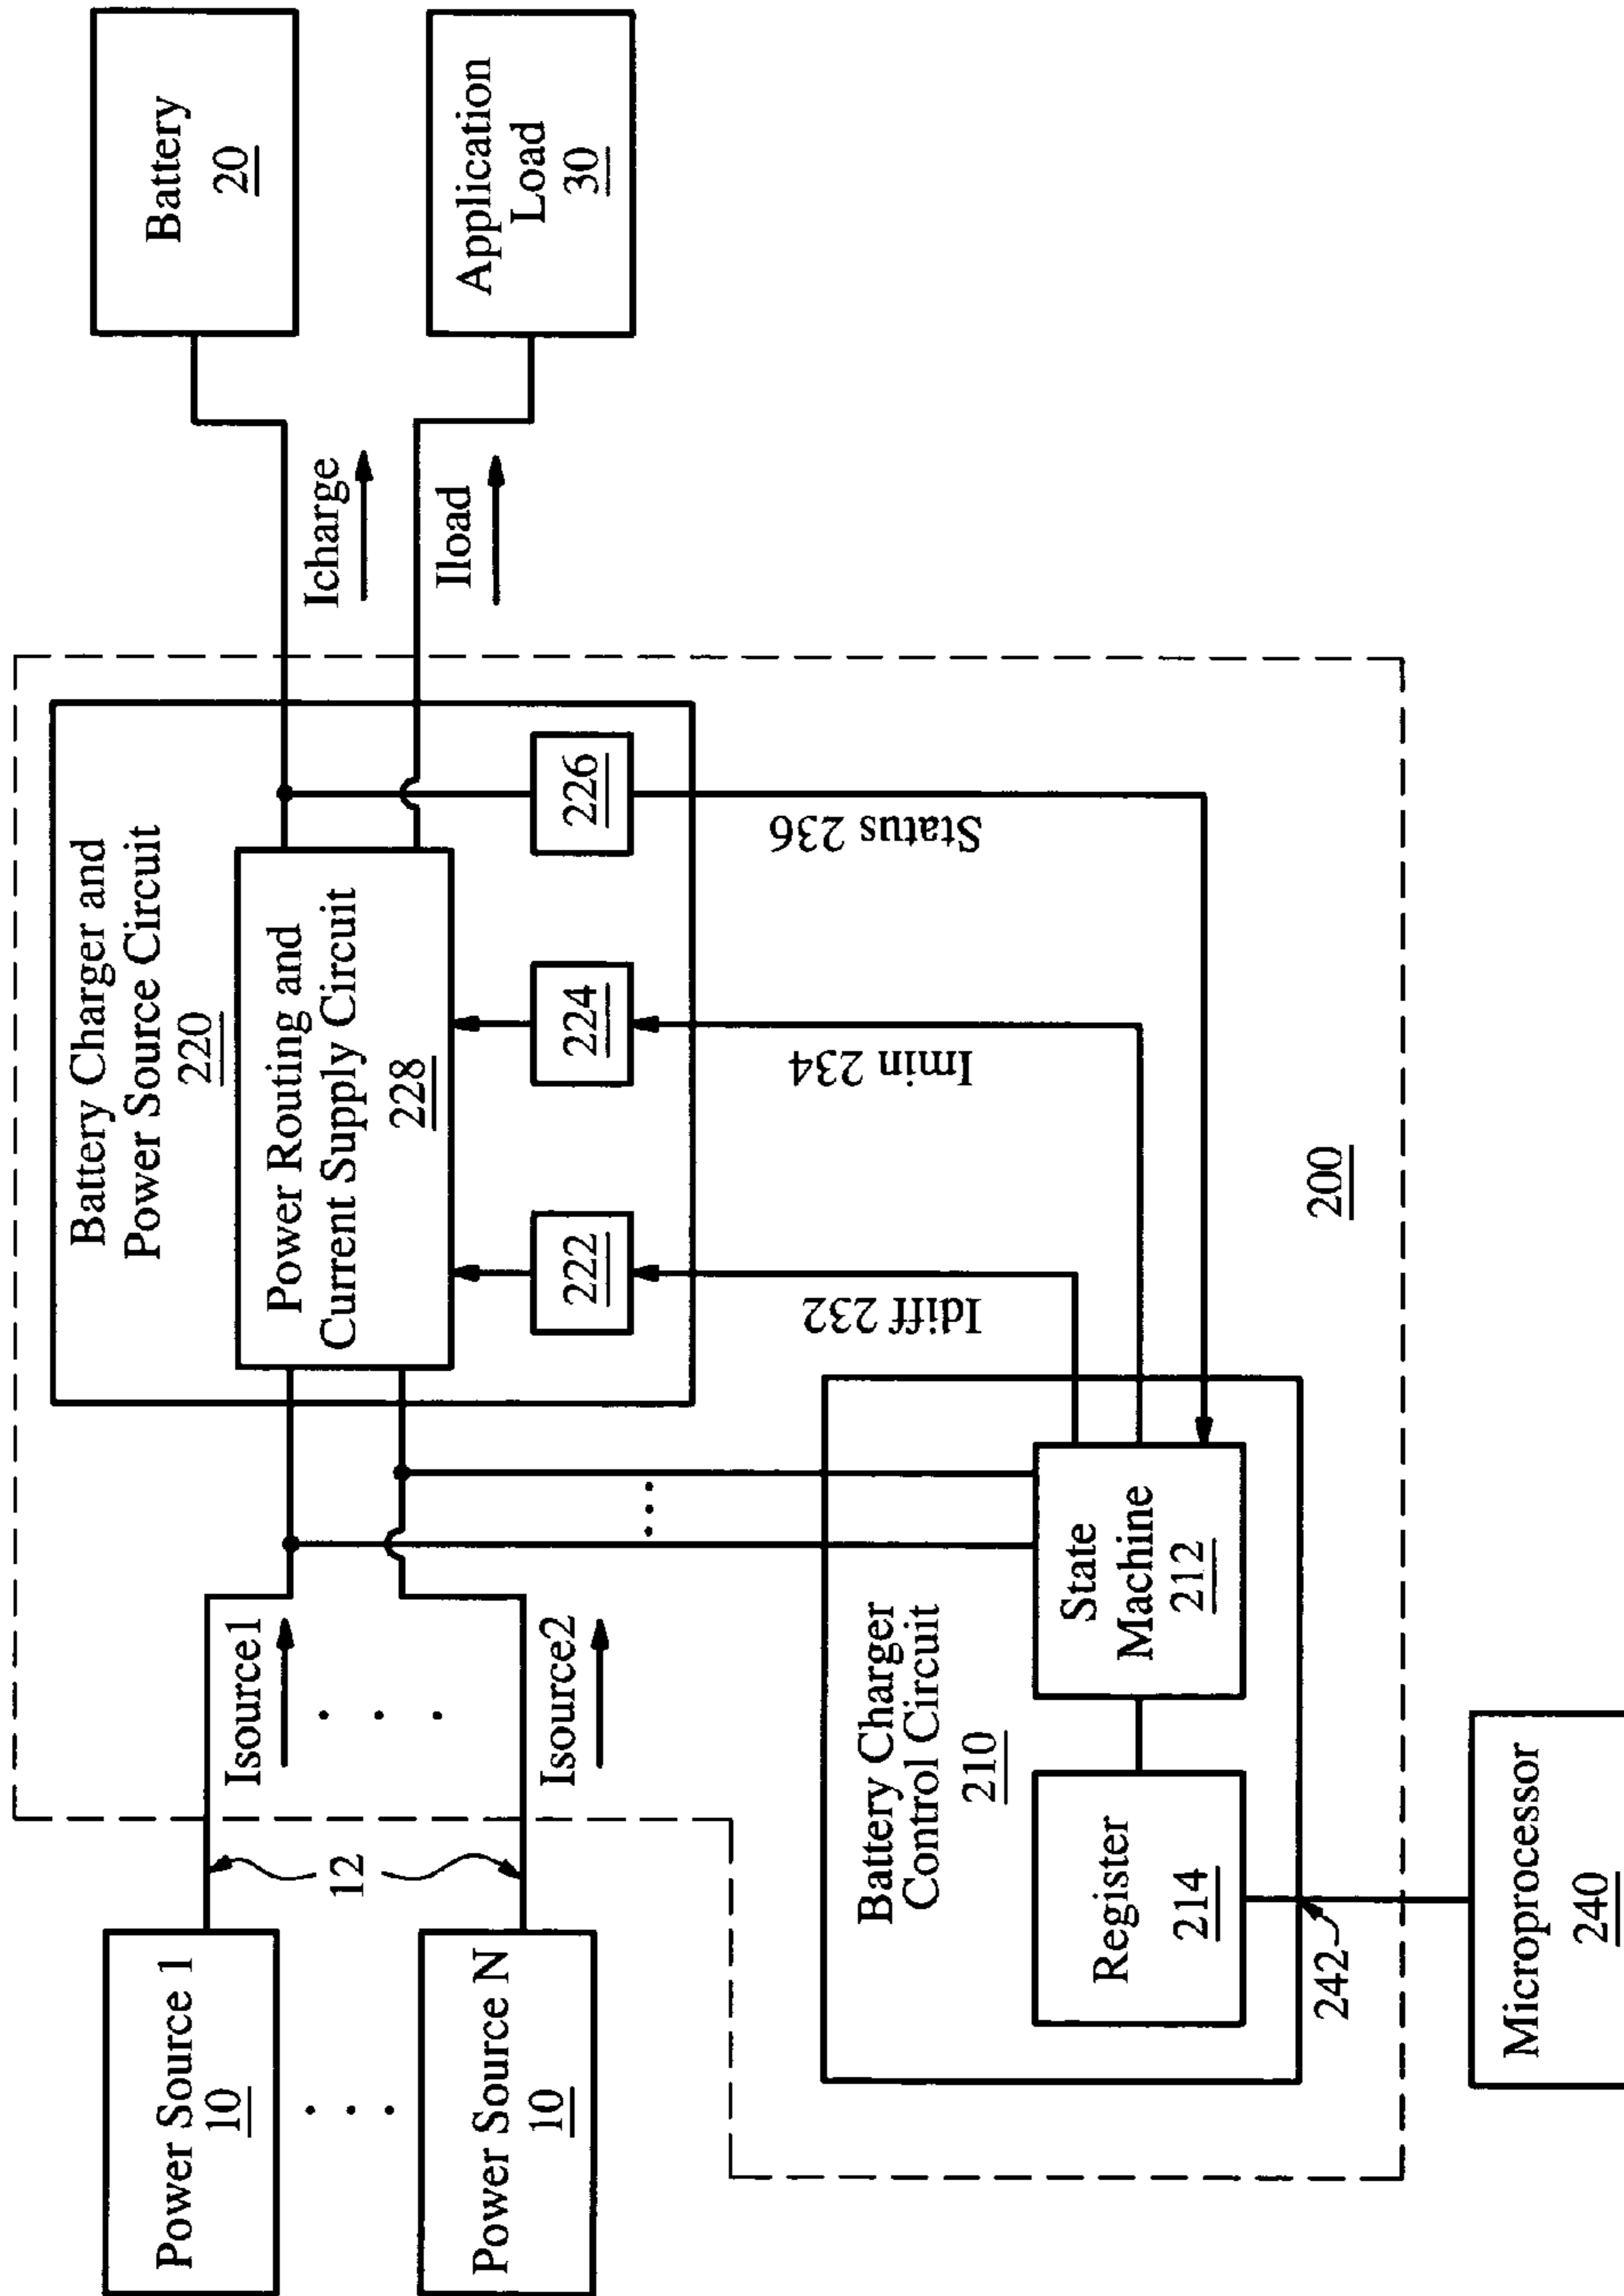 Power Source 1
10
Power Source N
10
12
Isource1
Isource2
Battery Charger and
Power Source Circuit
220
Power Routing and
Current Supply Circuit
228
222
224
226
Idiff 232
Imin 234
Status 236
Icharge
Iload
Battery
20
Application
Load
30
Battery Charger
Control Circuit
210
Register
214
State
Machine
212
242
200
Microprocessor
240